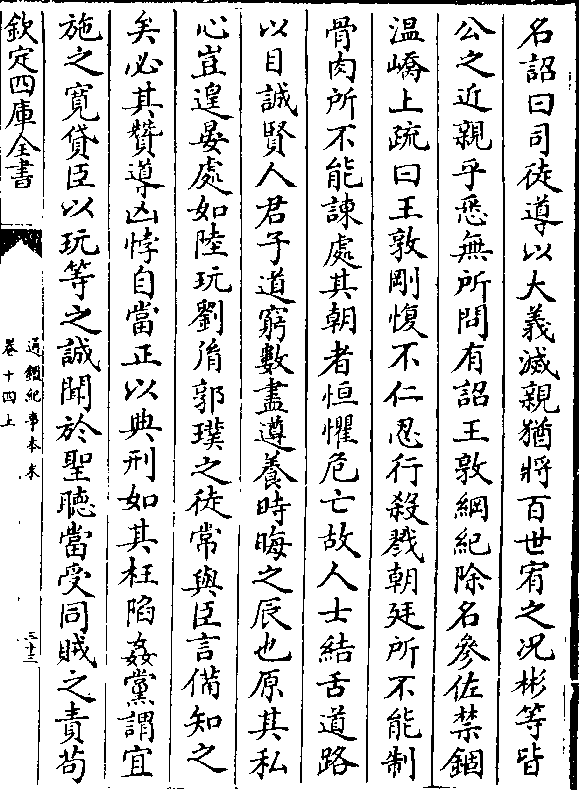 名詔曰司徒導以大義滅親猶將百世宥之况彬等皆
公之近親乎悉無所問有詔王敦綱紀除名參佐禁錮
温嶠上疏曰王敦剛愎不仁忍行殺戮朝廷所不能制
骨肉所不能諌處其朝者恒懼危亡故人士結舌道路
以目誠賢人君子道窮數盡遵養時晦之辰也原其私
心豈遑晏處如陸玩劉𦙍郭璞之徒常與臣言備知之
矣必其贊導凶悖自當正以典刑如其枉陷姦黨謂宜
施之寛貸臣以玩等之誠聞於聖聴當受同賊之責苟
欽定四庫全書
通鑑紀事本末
卷十四上
三十三